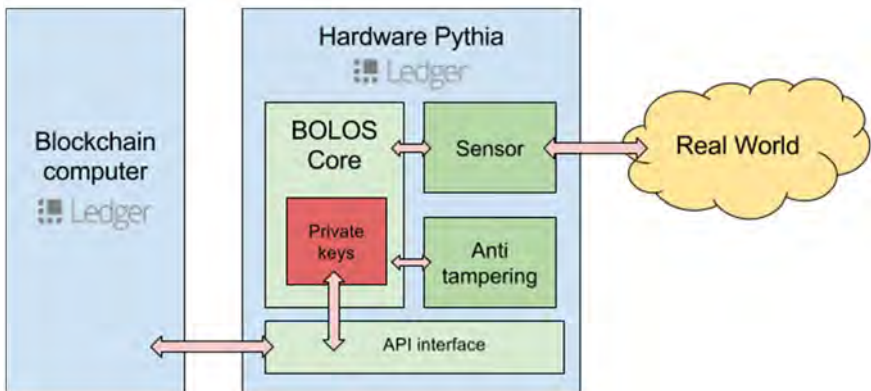 Hardware Pythia
Ledger
Blockchain
computer
Ledger
BOLOS
Core
Sensor
Real World
Private
keys
Anti
tampering
API interface